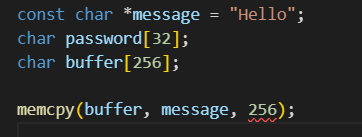 const char *message = "Hello";
char password[32];
char buffer[256];
memcpy(buffer, message, 256);